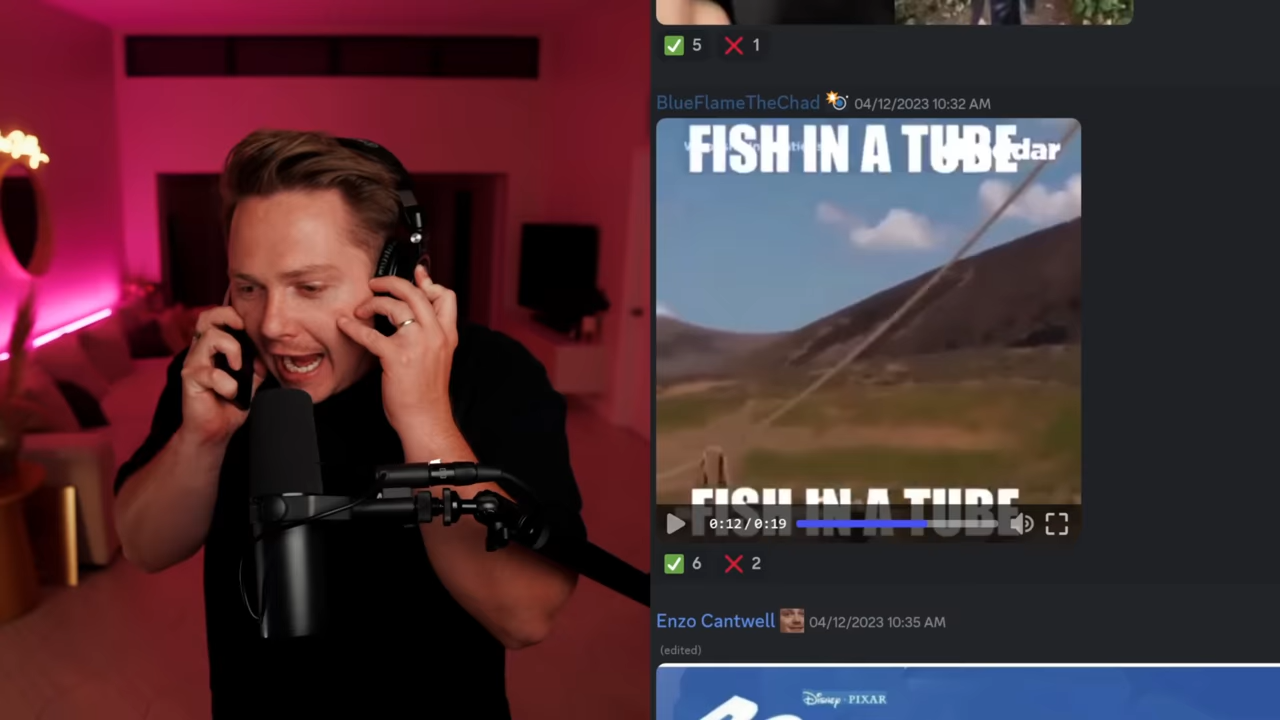 5 1
BlueFlameTheChad 04/12/2023 10:32 AM
FISH IN A TUBE
FISH IN A TUBE
0:12/0:19
6 2
Enzo Cantwell 04/12/2023 10:35 AM
(edited)
Disney · PIXAR